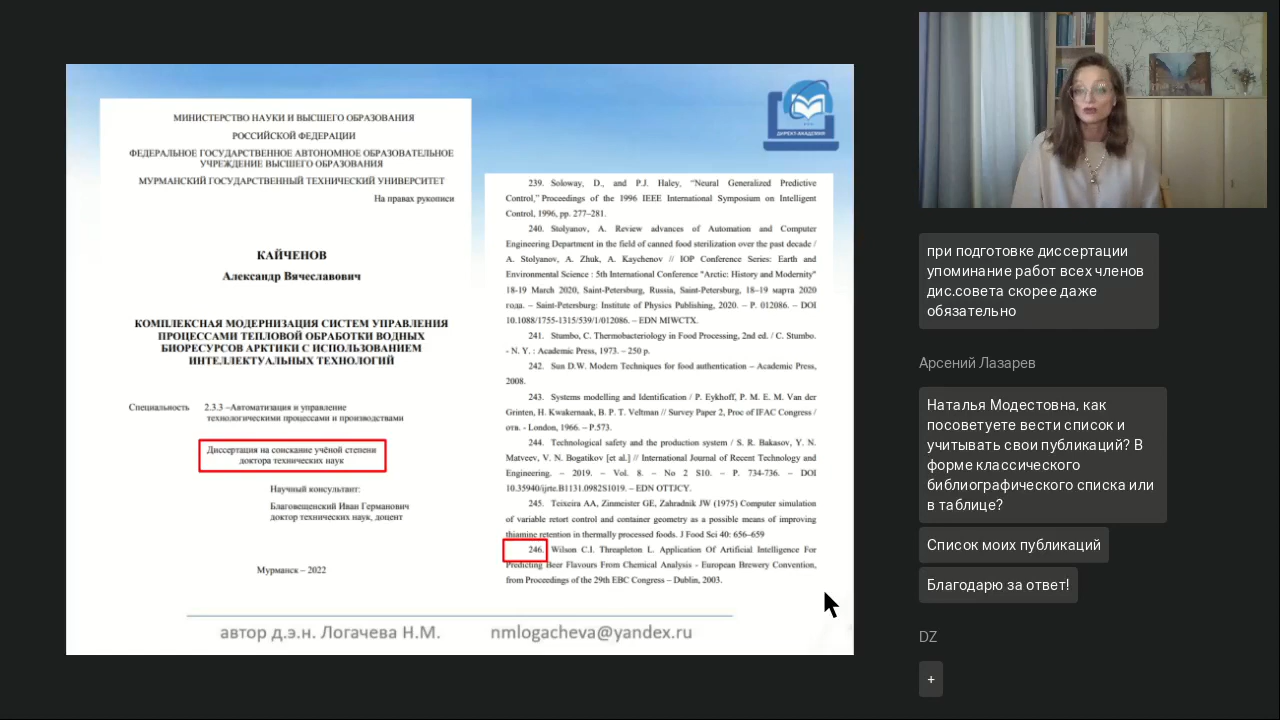 МИНИСТЕРСТВО НАУКИ И ВЫСШЕГО ОБРАЗОВАНИЯ
РОССИЙСКОЙ ФЕДЕРАЦИИ
ФЕДЕРАЛЬНОЕ ГОСУДАРСТВЕННОЕ АВТОНОМНОЕ ОБРАЗОВАТЕЛЬНОЕ
УЧРЕЖДЕНИЕ ВЫСШЕГО ОБРАЗОВАНИЯ
МУРМАНСКИЙ ГОСУДАРСТВЕННЫЙ ТЕХНИЧЕСКИЙ УНИВЕРСИТЕТ
На правах рукописи
КАЙЧЕНОВ
Александр Вячеславович
КОМПЛЕКСНАЯ МОДЕРНИЗАЦИЯ СИСТЕМ УПРАВЛЕНИЯ
ПРОЦЕССАМИ ТЕПЛОВОЙ ОБРАБОТКИ ВОДНЫХ
БИОРЕСУРСОВ АРКТИКИ С ИСПОЛЬЗОВАНИЕМ
ИНТЕЛЛЕКТУАЛЬНЫХ ТЕХНОЛОГИЙ
Специальность 2.3.3 –Автоматизация и управление
технологическими процессами и производствами
Диссертация на соискание учёной степени
доктора технических наук
Научный консультант:
Благовещенский Иван Германович
доктор технических наук, доцент
Мурманск – 2022
ДИРЕКТ-АКАДЕМИЯ
239. Soloway, D., and P.J. Haley, “Neural Generalized Predictive
Control,” Proceedings of the 1996 IEEE International Symposium on Intelligent
Control, 1996, pp. 277–281.
240. Stolyanov, A. Review advances of Automation and Computer
Engineering Department in the field of canned food sterilization over the past decade /
A. Stolyanov, A. Zhuk, A. Kaychenov // IOP Conference Series: Earth and
Environmental Science : 5th International Conference "Arctic: History and Modernity"
18-19 March 2020, Saint-Petersburg, Russia, Saint-Petersburg, 18–19 марта 2020
года. – Saint-Petersburg: Institute of Physics Publishing, 2020. – P. 012086. – DOI
10.1088/1755-1315/539/1/012086. – EDN MIWCTX.
241. Stumbo, C. Thermobacteriology in Food Processing, 2nd ed. / C. Stumbo.
- N. Y. : Academic Press, 1973. – 250 p.
242. Sun D.W. Modern Techniques for food authentication – Academic Press,
2008.
243. Systems modelling and Identification / P. Eykhoff, P. M. E. M. Van der
Grinten, H. Kwakernaak, B. P. T. Veltman // Survey Paper 2, Proc of IFAC Congress /
отв. - London, 1966. – P.573.
244. Technological safety and the production system / S. R. Bakasov, Y. N.
Matveev, V. N. Bogatikov [et al.] // International Journal of Recent Technology and
Engineering. – 2019. – Vol. 8. – No 2 S10. – P. 734-736. – DOI
10.35940/ijrte.B1131.0982S1019. – EDN OTTJCY.
245. Teixeira AA, Zinmeister GE, Zahradnik JW (1975) Computer simulation
of variable retort control and container geometry as a possible means of improving
thiamine retention in thermally processed foods. J Food Sci 40: 656–659
246. Wilson C.I. Threapleton L. Application Of Artificial Intelligence For
Predicting Beer Flavours From Chemical Analysis - European Brewery Convention,
from Proceedings of the 29th EBC Congress – Dublin, 2003.
автор д.э.н. Логачева Н.М. nmlogacheva@yandex.ru
при подготовке диссертации
упоминание работ всех членов
дис.совета скорее даже
обязательно
Арсений Лазарев
Наталья Модестовна, как
посоветуете вести список и
учитывать свои публикаций? В
форме классического
библиографического списка или
в таблице?
Список моих публикаций
Благодарю за ответ!
DZ
+